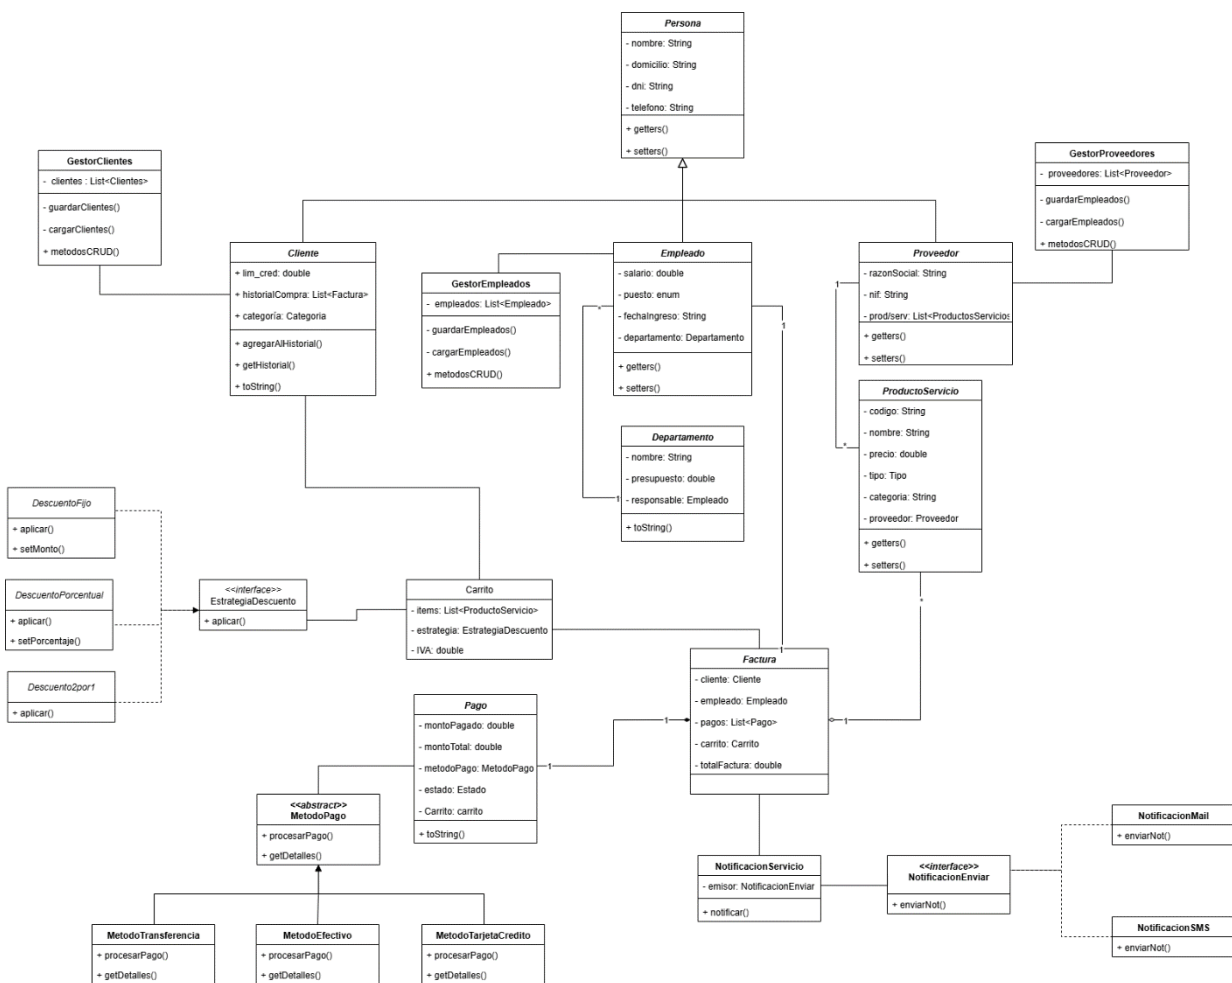 Persona
- nombre: String
- domicilio: String
- dni: String
- telefono: String
+ getters()
+ setters()
GestorClientes
- clientes : List<Clientes>
- guardarClientes()
- cargarClientes()
+ metodosCRUD()
GestorProveedores
- proveedores: List<Proveedor>
- guardarEmpleados()
- cargarEmpleados()
+ metodosCRUD()
Cliente
+ lim_cred: double
+ historialCompra: List<Factura>
+ categoría: Categoria
+ agregarAlHistorial()
+ getHistorial()
+ toString()
GestorEmpleados
- empleados: List<Empleado>
- guardarEmpleados()
- cargarEmpleados()
+ metodosCRUD()
Empleado
- salario: double
- puesto: enum
- fechaIngreso: String
- departamento: Departamento
+ getters()
+ setters()
*
1
1
Proveedor
- razonSocial: String
- nif: String
- prod/serv: List<ProductosServicios
+ getters()
+ setters()
1
*
ProductoServicio
- codigo: String
- nombre: String
- precio: double
- tipo: Tipo
- categoria: String
- proveedor: Proveedor
+ getters()
+ setters()
*
Departamento
- nombre: String
- presupuesto: double
- responsable: Empleado
+ toString()
1
DescuentoFijo
+ aplicar()
+ setMonto()
DescuentoPorcentual
+ aplicar()
+ setPorcentaje()
Descuento2por1
+ aplicar()
<<interface>>
EstrategiaDescuento
+ aplicar()
Carrito
- items: List<ProductoServicio>
- estrategia: EstrategiaDescuento
- IVA: double
Factura
- cliente: Cliente
- empleado: Empleado
- pagos: List<Pago>
- carrito: Carrito
- totalFactura: double
1
1
Pago
- montoPagado: double
- montoTotal: double
- metodoPago: MetodoPago
- estado: Estado
- Carrito: carrito
+ toString()
1
<<abstract>>
MetodoPago
+ procesarPago()
+ getDetalles()
MetodoTransferencia
+ procesarPago()
+ getDetalles()
MetodoEfectivo
+ procesarPago()
+ getDetalles()
MetodoTarjetaCredito
+ procesarPago()
+ getDetalles()
NotificacionServicio
- emisor: NotificacionEnviar
+ notificar()
<<interface>>
NotificacionEnviar
+ enviarNot()
NotificacionMail
+ enviarNot()
NotificacionSMS
+ enviarNot()